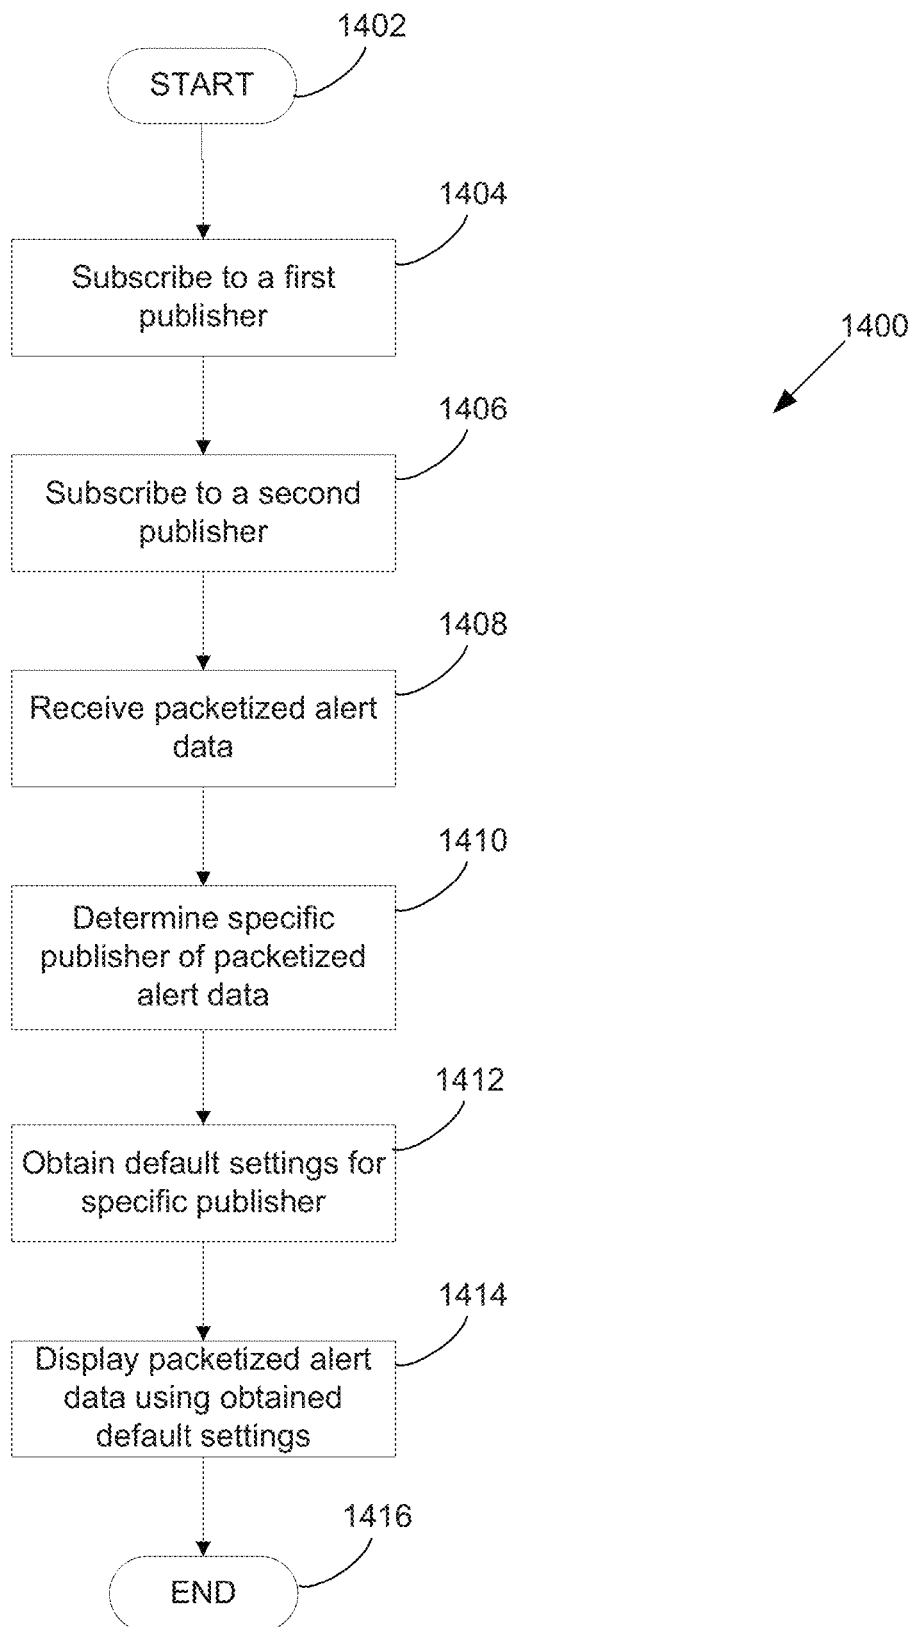 1402
START
1404
Subscribe to a first
publisher
1400
1406
Subscribe to a second
publisher
1408
Receive packetized alert
data
1410
Determine specific
publisher of packetized
alert data
1412
Obtain default settings for
specific publisher
1414
Display packetized alert
data using obtained
default settings
1416
END